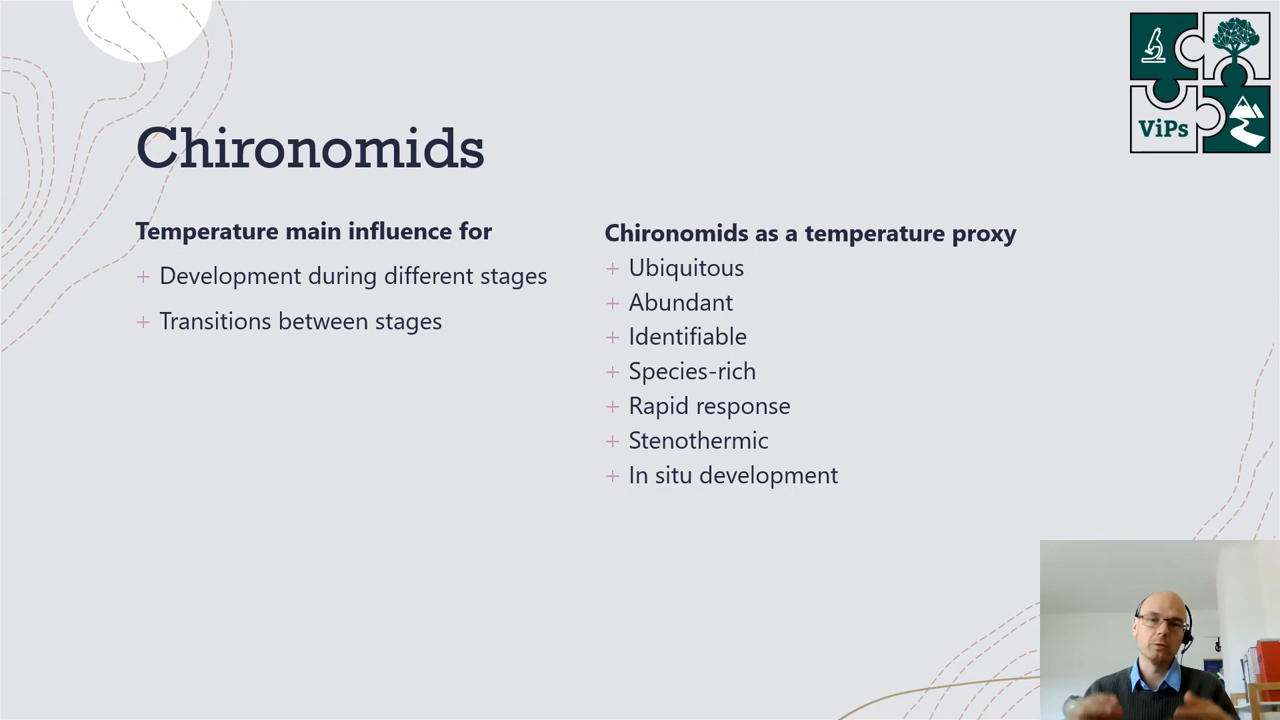 ViPs
Chironomids
Temperature main influence for
+ Development during different stages
+ Transitions between stages
Chironomids as a temperature proxy
+ Ubiquitous
+ Abundant
+ Identifiable
+ Species-rich
+ Rapid response
+ Stenothermic
+ In situ development